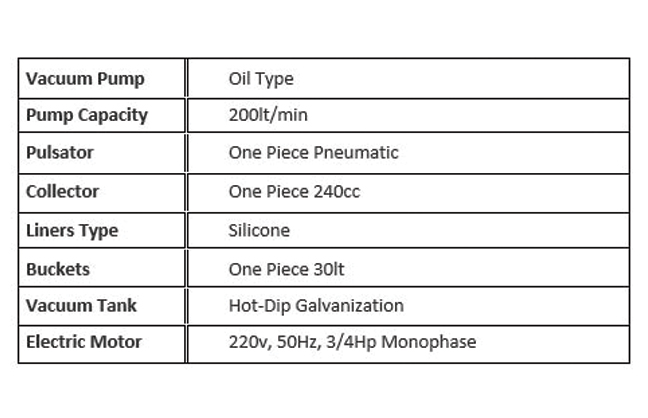 Vacuum Pump Oil Type
Pump Capacity 200lt/min
Pulsator One Piece Pneumatic
Collector One Piece 240cc
Liners Type Silicone
Buckets One Piece 30lt
Vacuum Tank Hot-Dip Galvanization
Electric Motor 220v, 50Hz, 3/4Hp Monophase